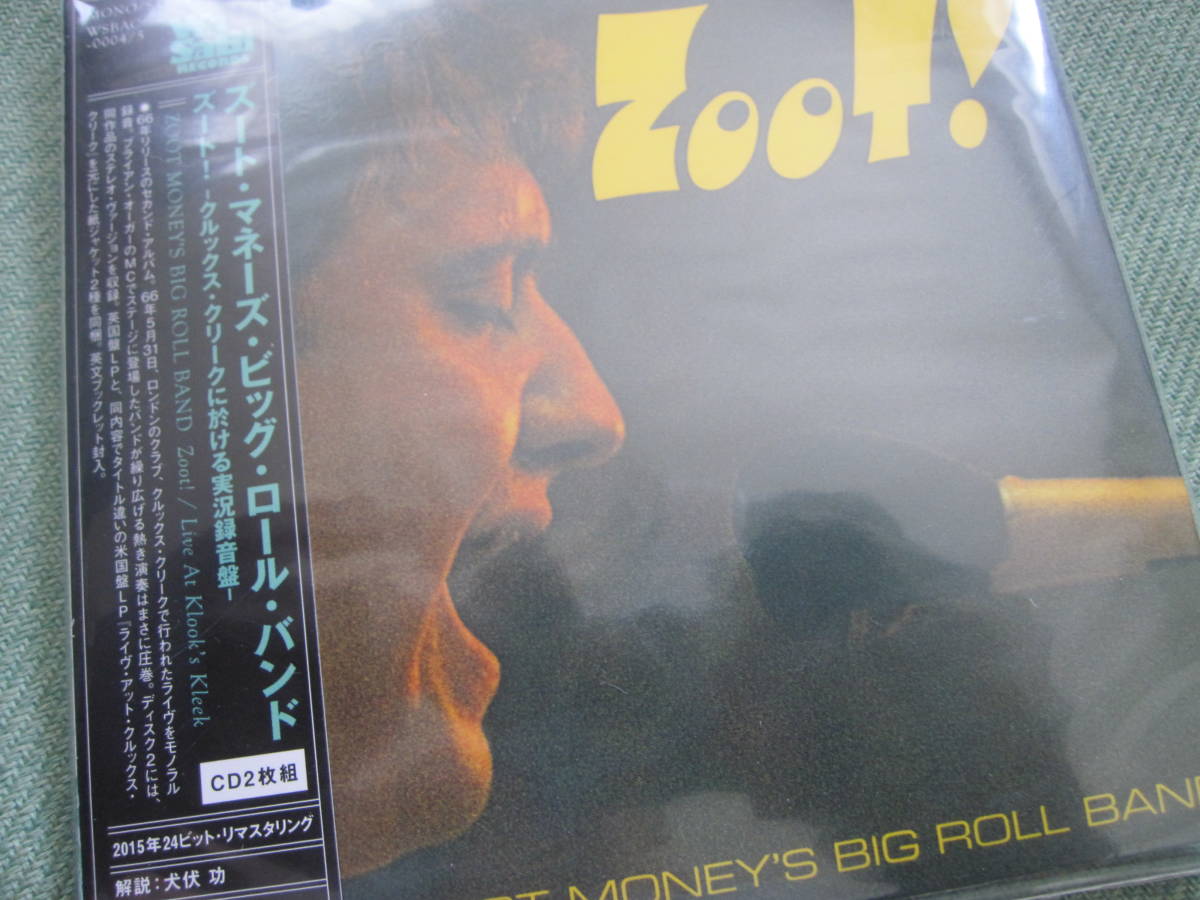 MONO
WSBAC
-0004/5
RECORDS
ズート・マネーズ・ビッグ・ロール・バンド
ズート! -クルックス・クリークに於ける実況録音盤-
ZOOT MONEY'S BIG ROLL BAND Zoot! / Live At Klook's Kleek
●66年リリースのセカンド・アルバム。66年5月31日、ロンドンのクラブ、クルックス・クリークで行われたライヴをモノラル
録音。ブライアン・オーガーのMCでステージに登場したバンドが繰り広げる熱き演奏はまさに圧巻。ディスク2には、
同作品のステレオ・ヴァージョンを収録。英国盤LPと、同内容でタイトル違いの米国盤LP『ライヴ・アット・クルックス・
クリーク』を元にした紙ジャケット2種を同梱。英文ブックレット封入。
CD2枚組
2015年24ビット・リマスタリング
解説:犬伏 功
ZOOT!
MONEY'S BIG ROLL BAN